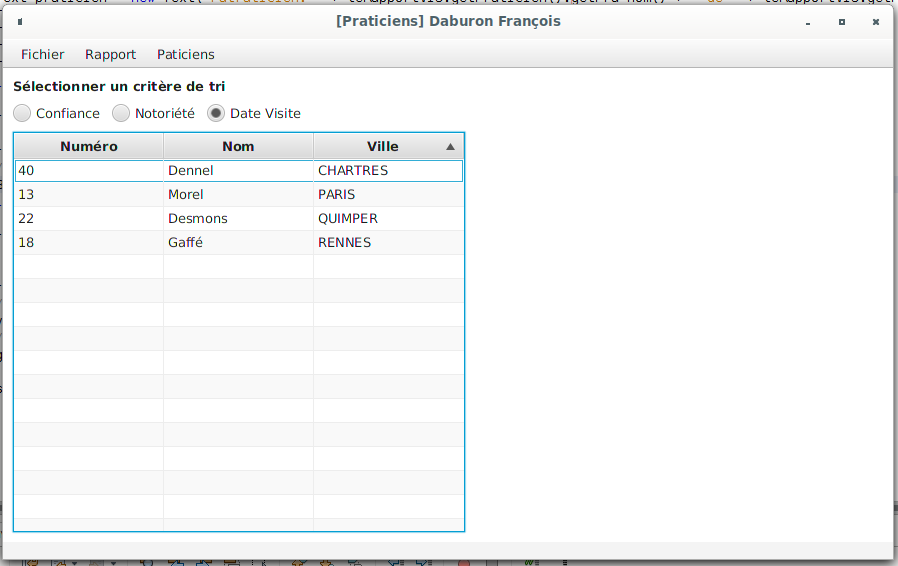 [Praticiens] Daburon François
Fichier Rapport Paticiens
Sélectionner un critère de tri
Confiance Notoriété Date Visite
Numéro Nom Ville
40 Dennel CHARTRES
13 Morel PARIS
22 Desmons QUIMPER
18 Gaffé RENNES